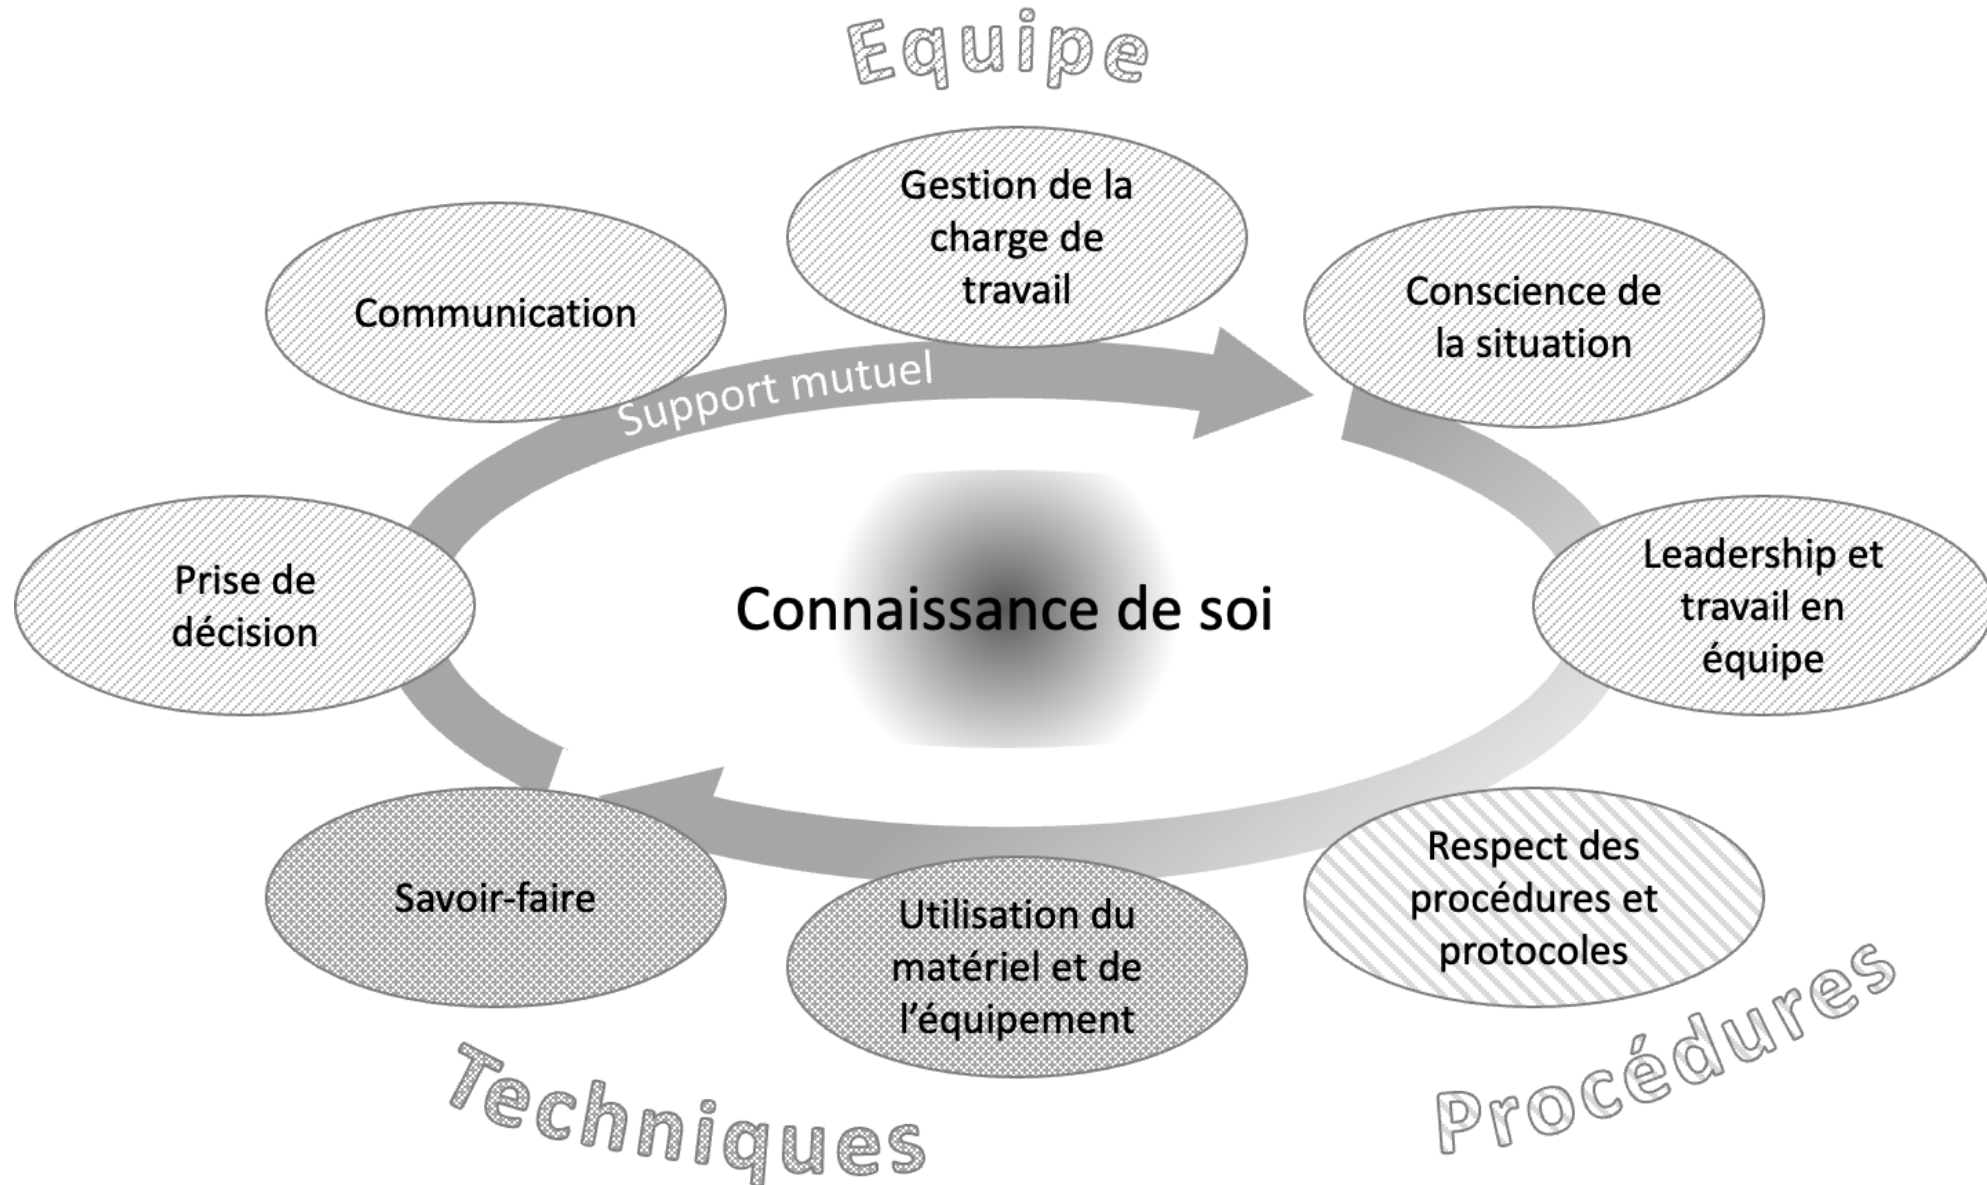 Equipe
Gestion de la
charge de
travail
Communication
Conscience de
la situation
Support mutuel
Prise de
décision
Connaissance de soi
Leadership et
travail en
équipe
Savoir-faire
Utilisation du
matériel et de
l’équipement
Respect des
procédures et
protocoles
Techniques
Procédures